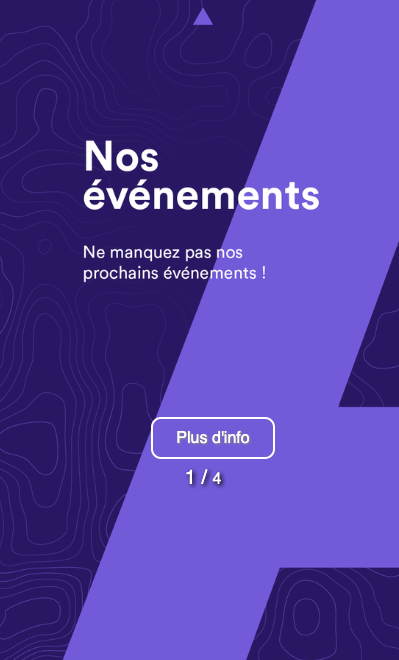 Nos
événements
Ne manquez pas nos
prochains événements !
Plus d'info
1 / 4